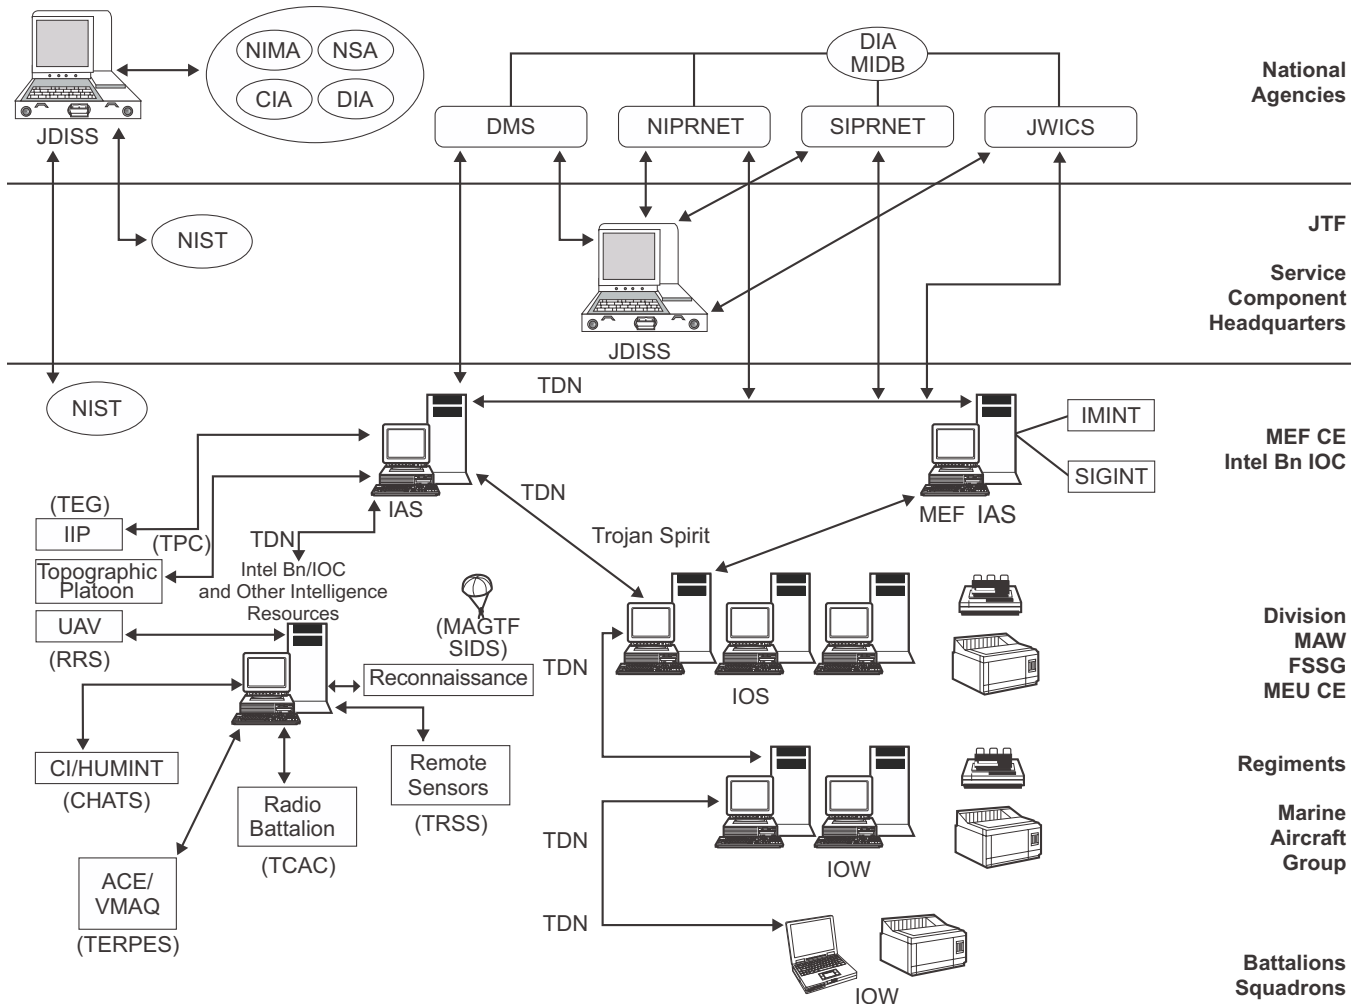 NIMA
NSA
CIA
DIA
JDISS
DIA
MIDB
DMS
NIPRNET
SIPRNET
JWICS
National
Agencies
NIST
JDISS
JTF
Service
Component
Headquarters
NIST
TDN
IMINT
SIGINT
MEF CE
Intel Bn IOC
IAS
TDN
MEF IAS
(TEG)
IIP
(TPC)
TDN
Trojan Spirit
Topographic
Platoon
Intel Bn/IOC
and Other Intelligence
Resources
UAV
(RRS)
(MAGTF
SIDS)
Reconnaissance
TDN
IOS
Division
MAW
FSSG
MEU CE
CI/HUMINT
(CHATS)
Radio
Battalion
(TCAC)
Remote
Sensors
(TRSS)
ACE/
VMAQ
(TERPES)
TDN
IOW
Regiments
Marine
Aircraft
Group
TDN
IOW
Battalions
Squadrons